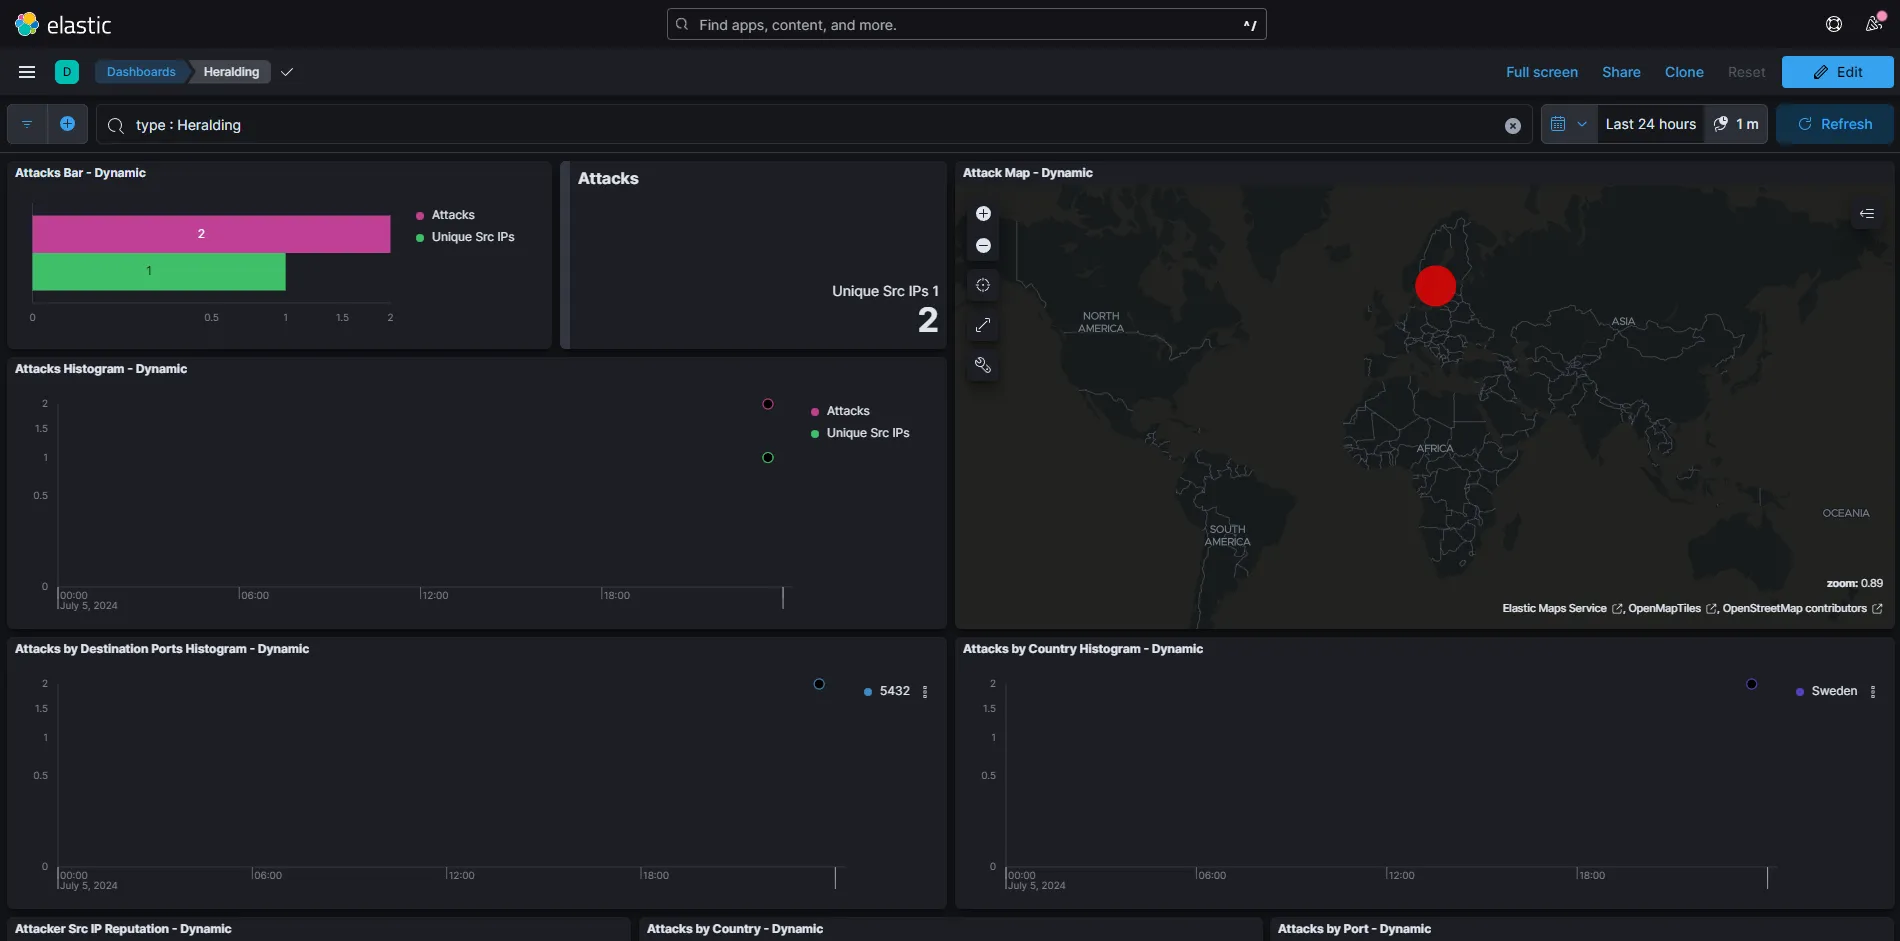 elastic
Find apps, content, and more.
^/
D
Dashboards
Heralding
Full screen
Share
Clone
Reset
Edit
type : Heralding
Last 24 hours
1 m
Refresh
Attacks Bar - Dynamic
2
1
0
0.5
1
1.5
2
Attacks
Unique Src IPs
Attacks
Unique Src IPs 1
2
Attack Map - Dynamic
NORTH
AMERICA
ASIA
AFRICA
SOUTH
AMERICA
OCEANIA
zoom: 0.89
Elastic Maps Service , OpenMapTiles , OpenStreetMap contributors
Attacks Histogram - Dynamic
2
1.5
1
0.5
0
00:00
July 5, 2024
06:00
12:00
18:00
Attacks
Unique Src IPs
Attacks by Destination Ports Histogram - Dynamic
2
1.5
1
0.5
0
00:00
July 5, 2024
06:00
12:00
18:00
5432
Attacks by Country Histogram - Dynamic
2
1.5
1
0.5
0
00:00
July 5, 2024
06:00
12:00
18:00
Sweden
Attacker Src IP Reputation - Dynamic
Attacks by Country - Dynamic
Attacks by Port - Dynamic